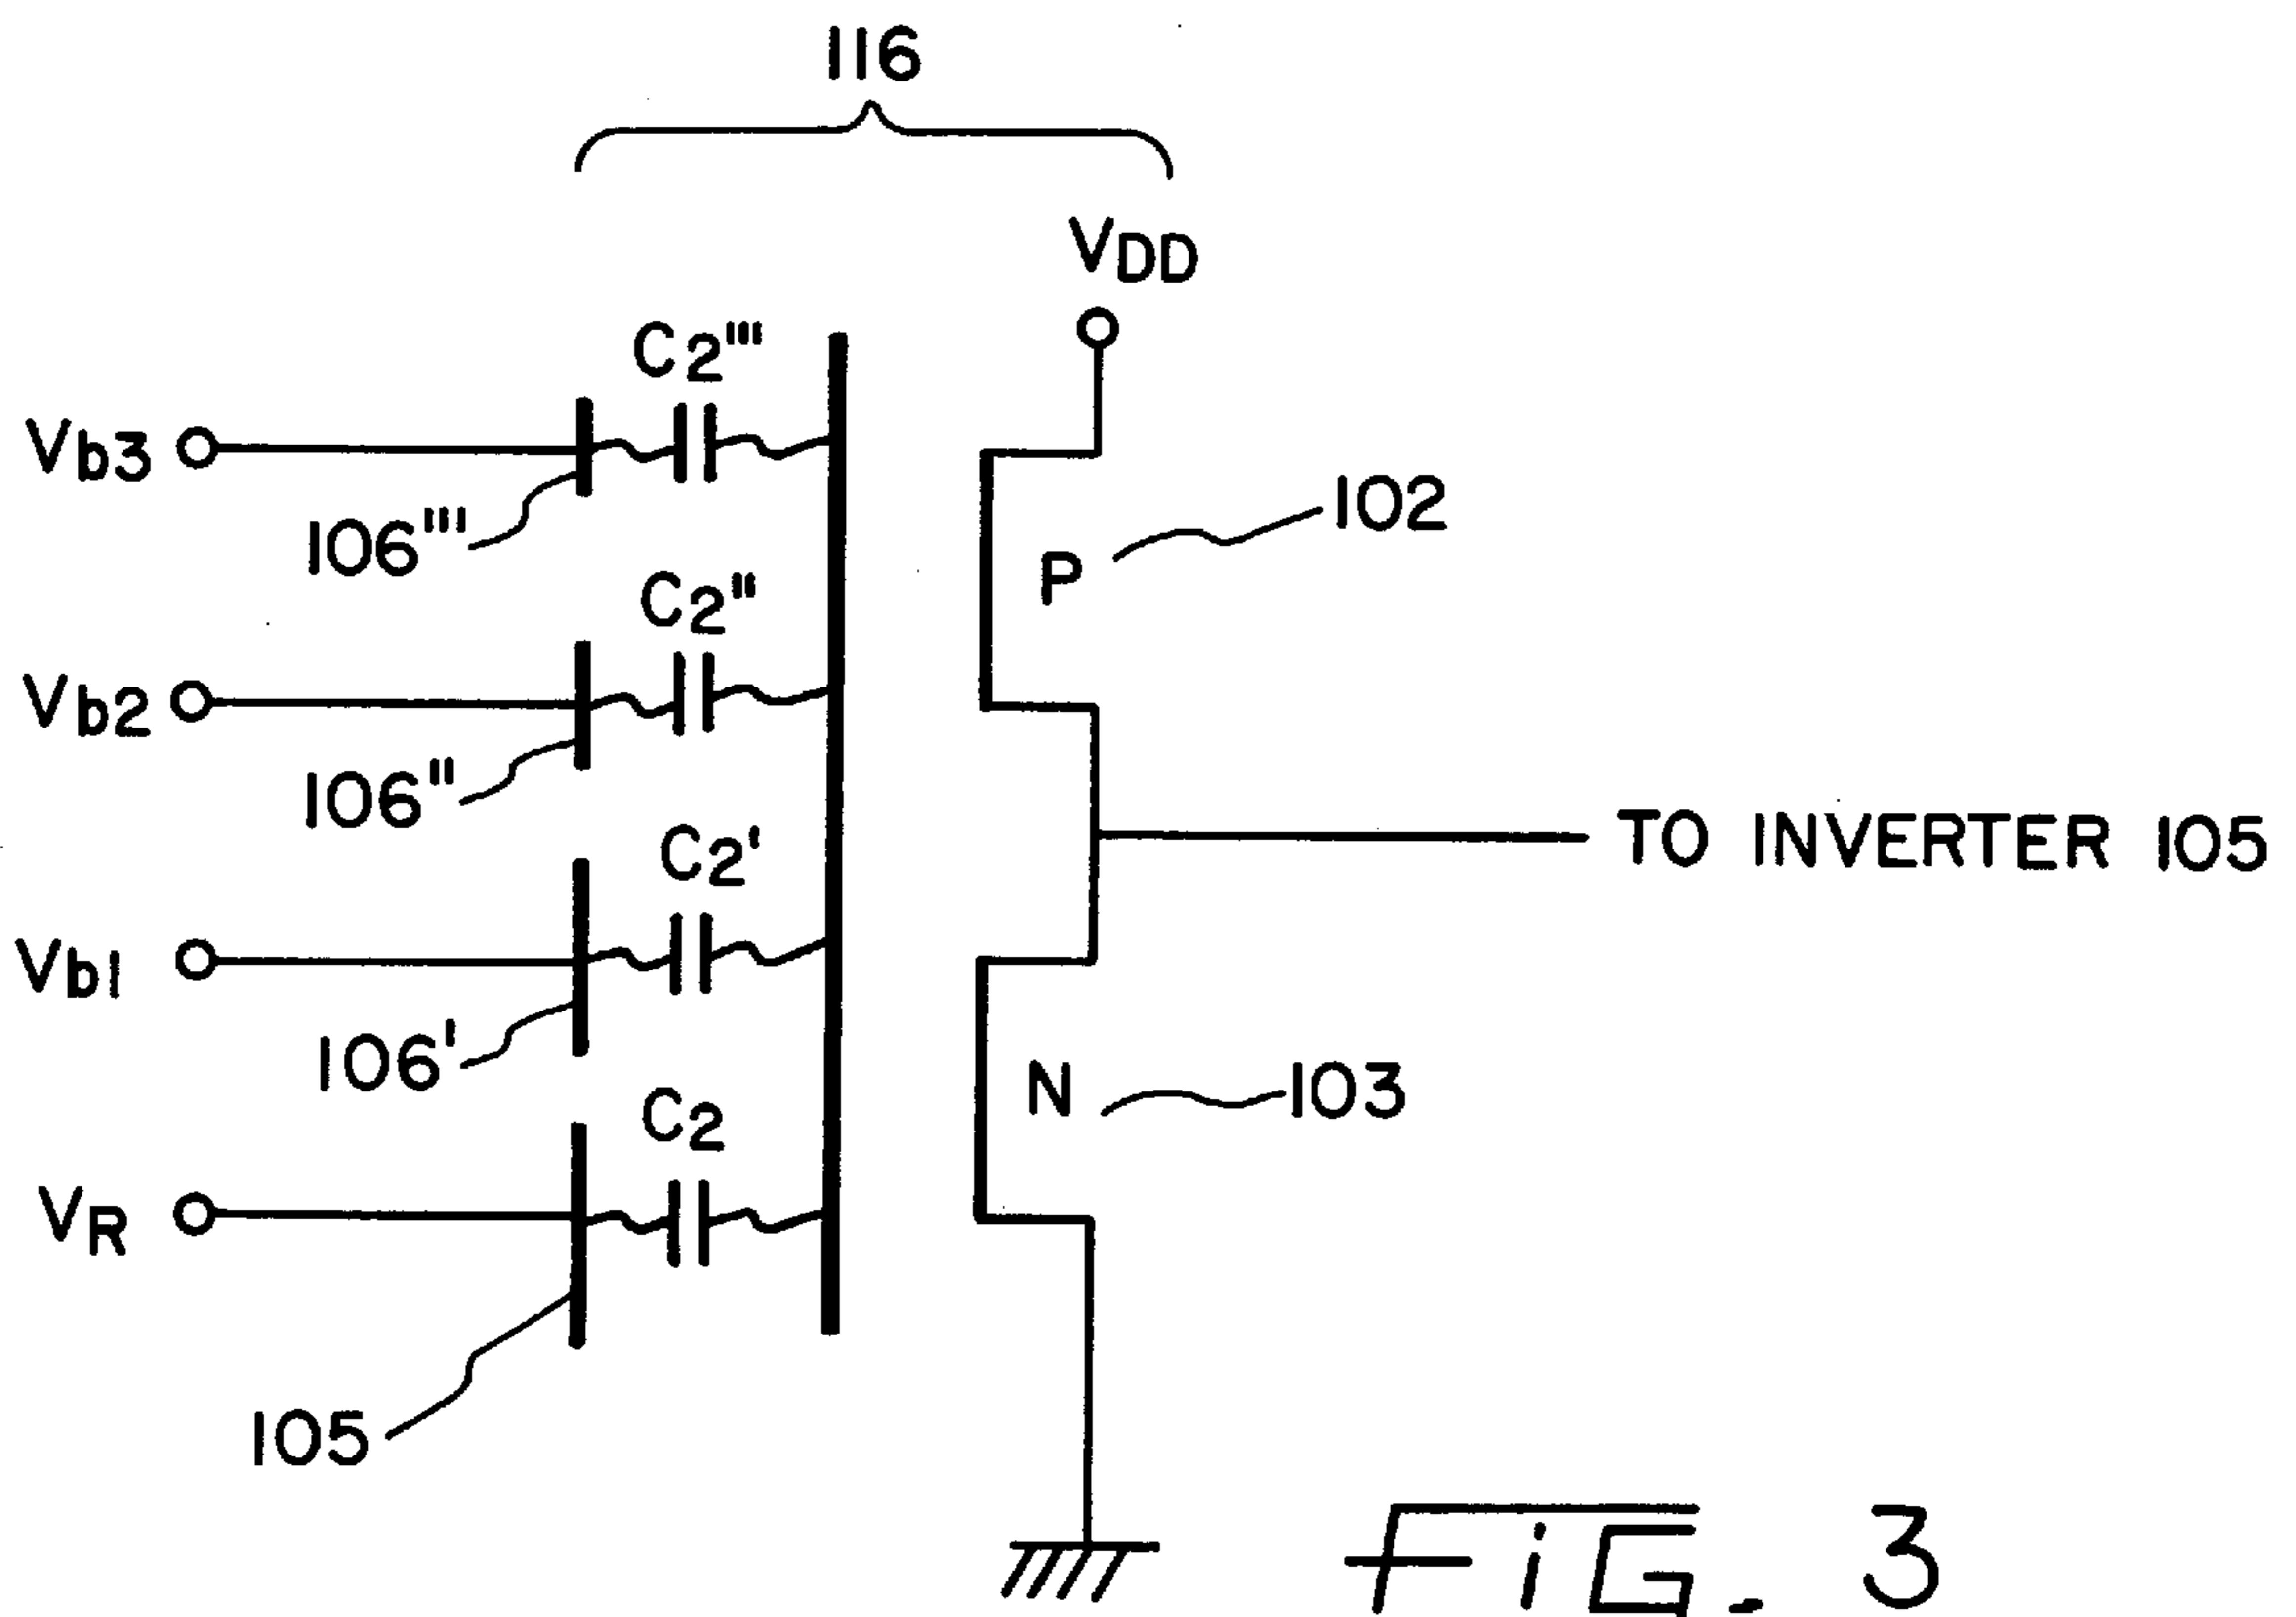 116
VDD
C2'''
Vb3
106'''
102
P
C2''
Vb2
106''
C2'
TO INVERTER 105
Vb1
106'
N
103
C2
VR
105
FiG. 3